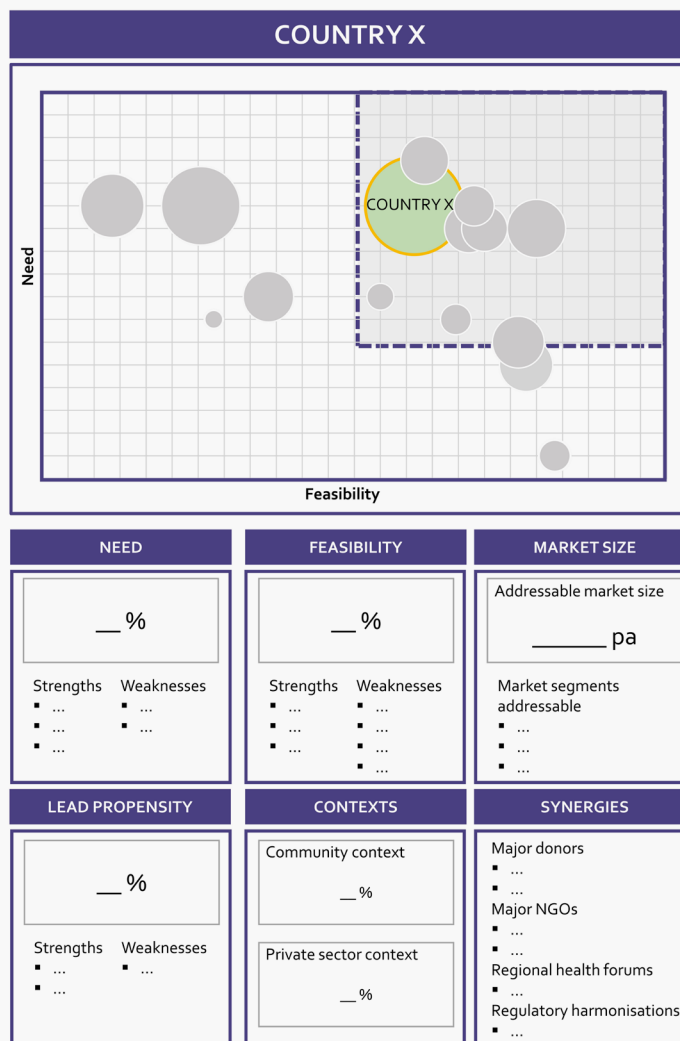 COUNTRY X
COUNTRY X
Need
Feasibility
NEED
__ %
Strengths
▪ ...
▪ ...
▪ ...
Weaknesses
▪ ...
▪ ...
FEASIBILITY
__ %
Strengths
▪ ...
▪ ...
▪ ...
Weaknesses
▪ ...
▪ ...
▪ ...
▪ ...
MARKET SIZE
Addressable market size
______ pa
Market segments
addressable
▪ ...
▪ ...
▪ ...
LEAD PROPENSITY
__ %
Strengths
▪ ...
▪ ...
Weaknesses
▪ ...
CONTEXTS
Community context
__ %
Private sector context
__ %
SYNERGIES
Major donors
▪ ...
▪ ...
Major NGOs
▪ ...
▪ ...
Regional health forums
▪ ...
Regulatory harmonisations
▪ ...